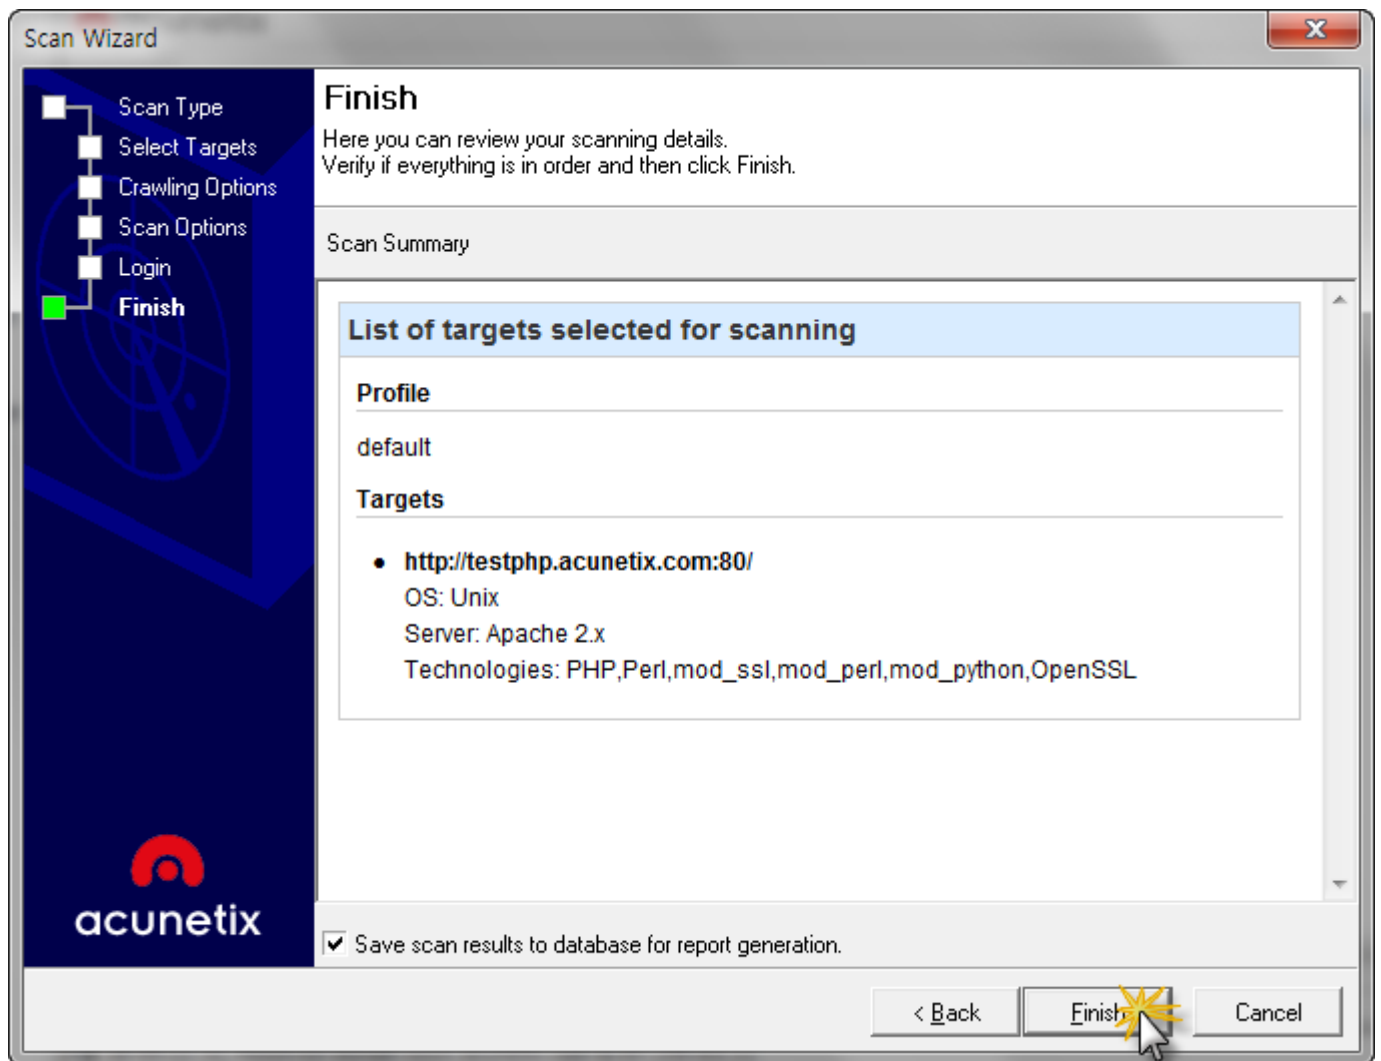 Scan Wizard
Scan Type
Select Targets
Crawling Options
Scan Options
Login
Finish
acunetix
Finish
Here you can review your scanning details.
Verify if everything is in order and then click Finish.
Scan Summary
List of targets selected for scanning
Profile
default
Targets
• http://testphp.acunetix.com:80/
OS: Unix
Server: Apache 2.x
Technologies: PHP,Perl,mod_ssl,mod_perl,mod_python,OpenSSL
Save scan results to database for report generation.
< Back
Finish
Cancel